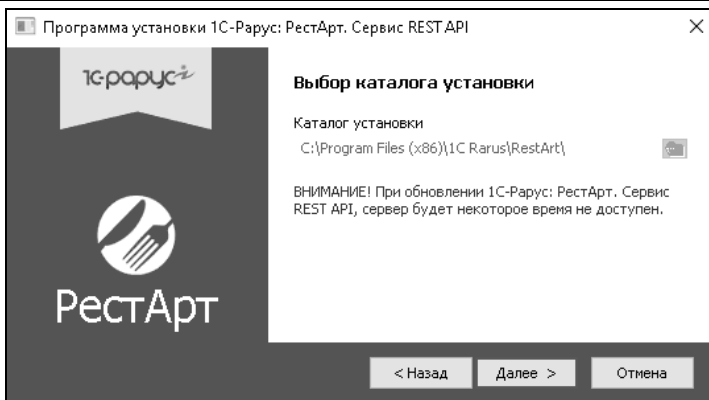 Программа установки 1С-Рарус: РестАрт. Сервис REST API
1С-рарус
Выбор каталога установки
Каталог установки
C:\Program Files (x86)\1C Rarus\RestArt\
ВНИМАНИЕ! При обновлении 1С-Рарус: РестАрт. Сервис
REST API, сервер будет некоторое время не доступен.
РестАрт
< Назад
Далее >
Отмена